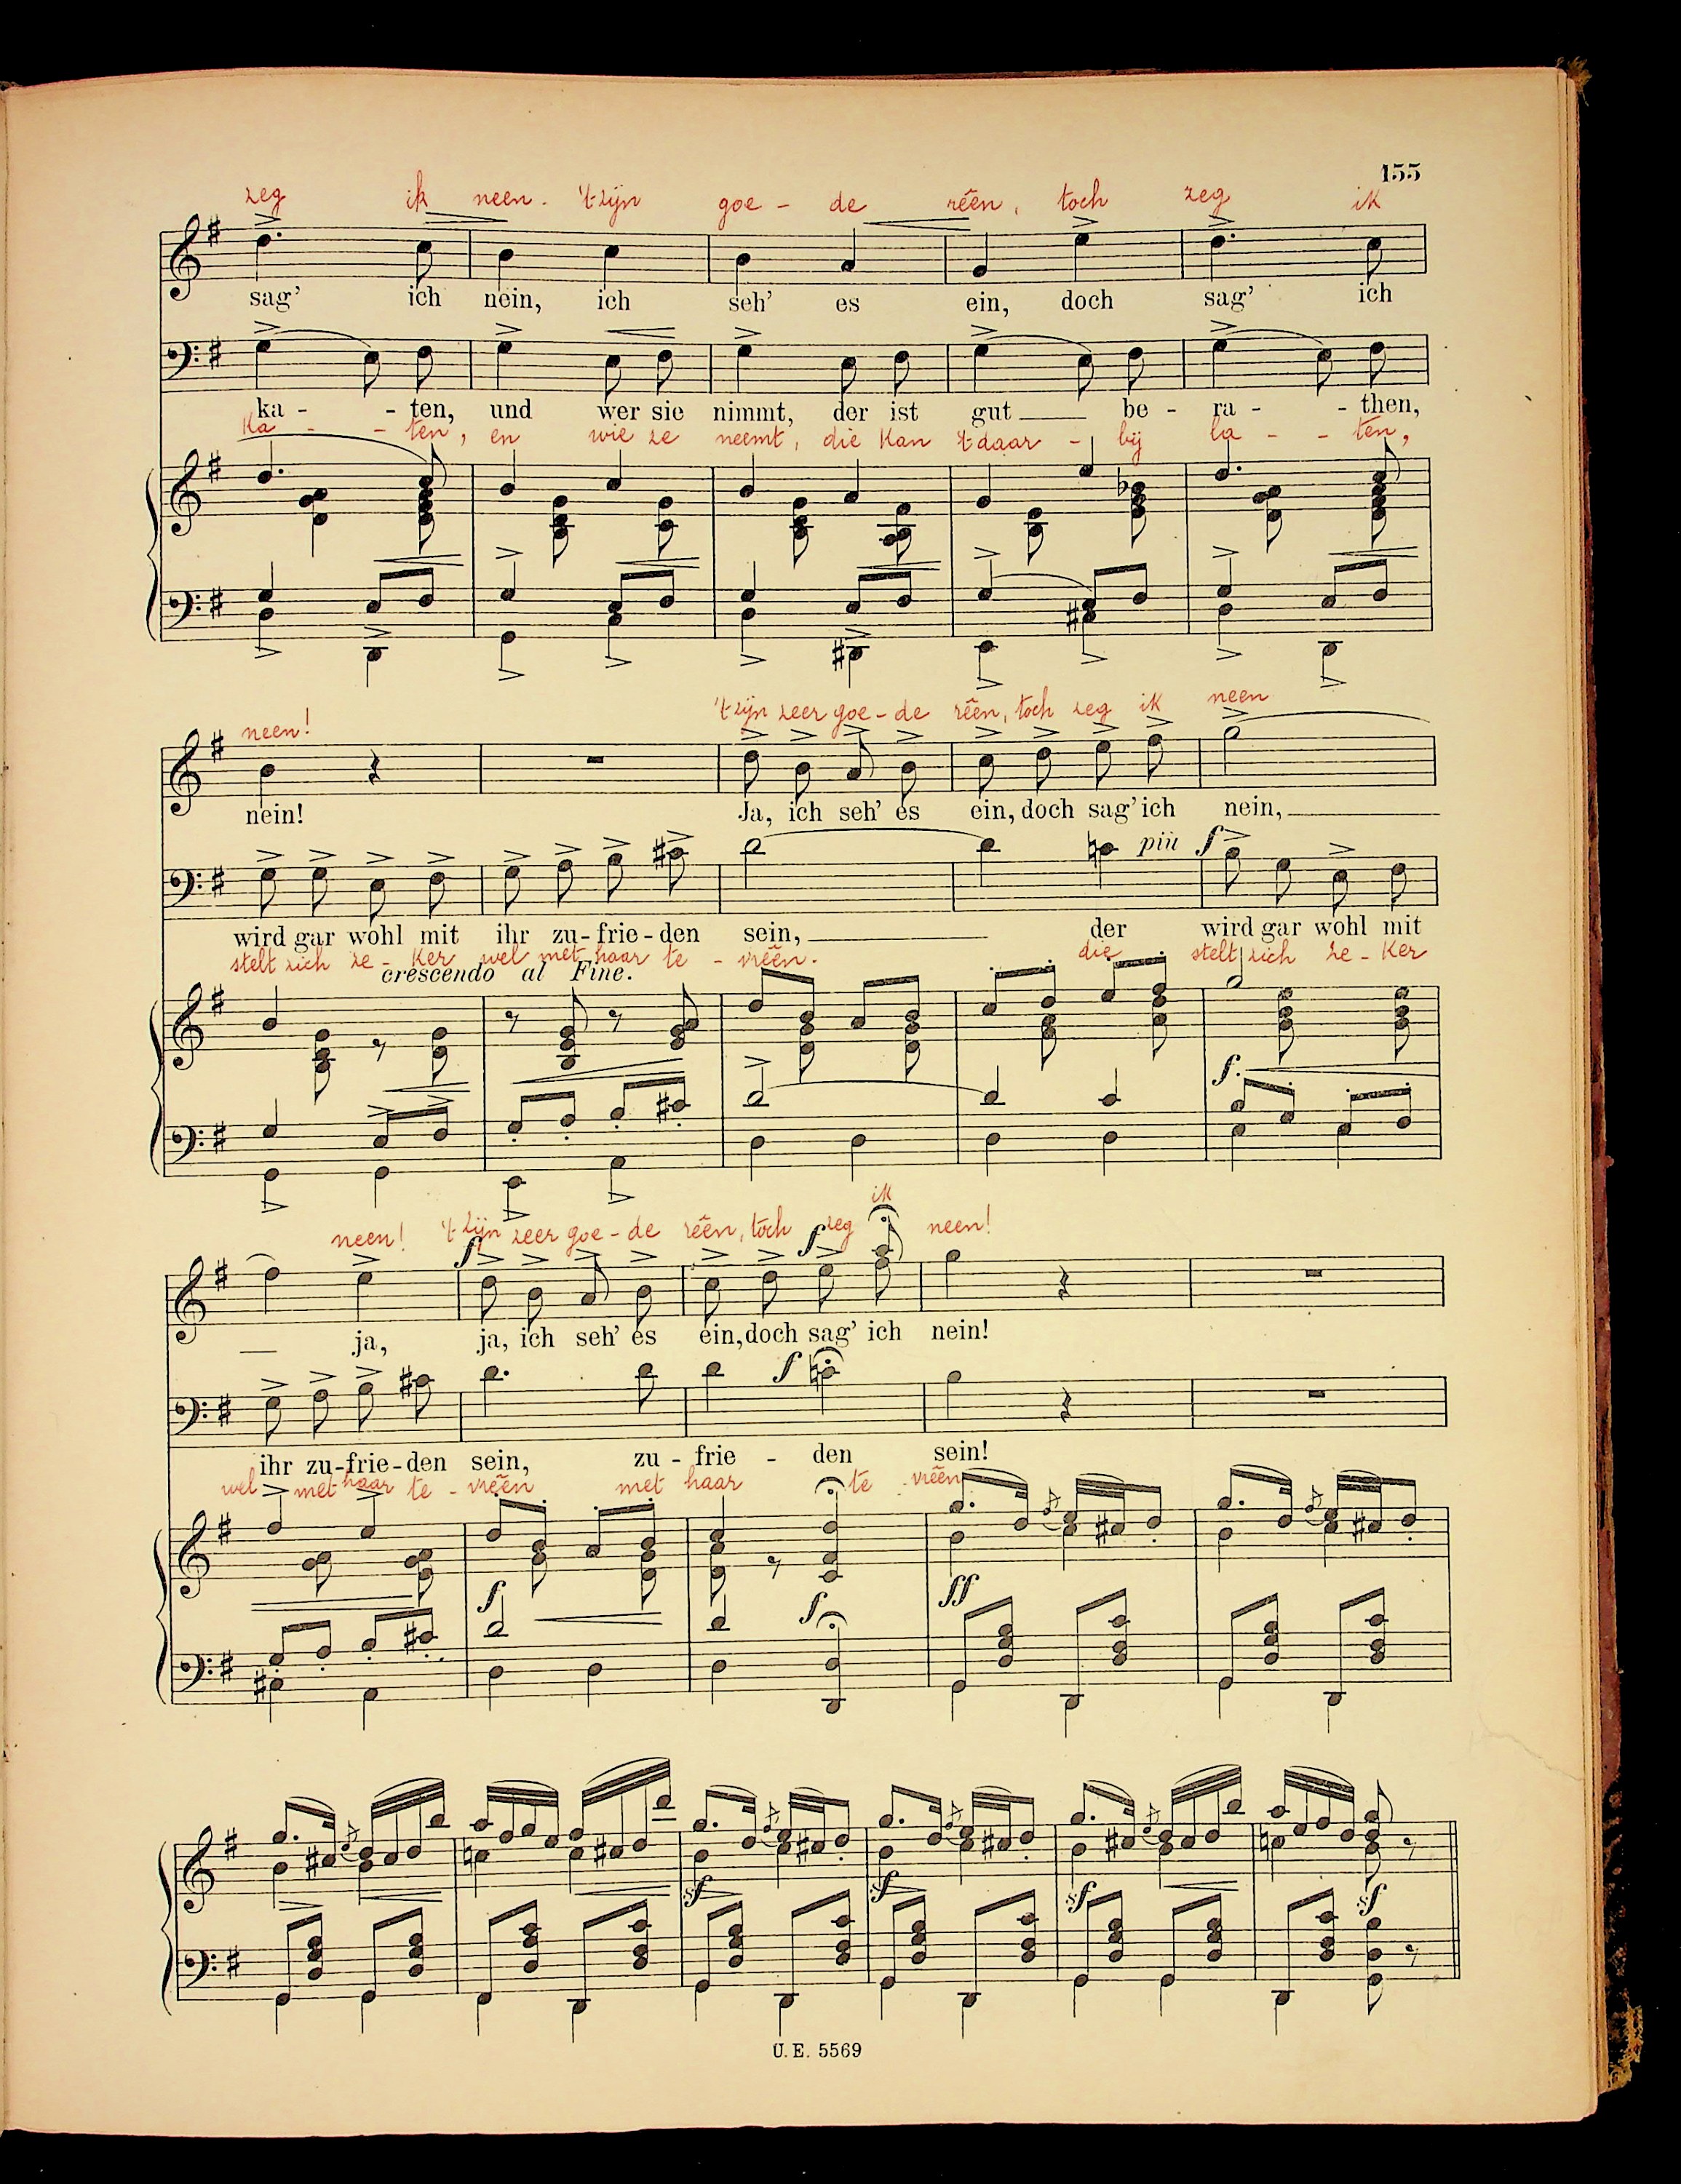 155
zeg ik neen. 't zijn goe - de rêen, toch zeg ik
sag' ich nein, ich seh' es ein, doch sag' ich
ka - - ten, und wer sie nimmt, der ist gut be - ra - - then,
Ka - - ten, en wie ze neemt, die Kan 't daar - bij la - - ten,
neen! 't zijn zeer goe - de rêen, toch zeg ik neen
nein! Ja, ich seh' es ein, doch sag' ich nein,
più f
wird gar wohl mit ihr zu - frie - den sein, der wird gar wohl mit
stelt zich ze - Ker wel met haar te - vrêen. die stelt zich ze - Ker
crescendo al Fine.
f
ik
neen! 't zijn zeer goe - de rêen, toch zeg neen!
f f
ja, ja, ich seh' es ein, doch sag' ich nein!
f
ihr zu - frie - den sein, zu - frie - den sein!
wel met haar te - vrêen met haar te - vrêen
f f ff
sf sf sf sf
U. E. 5569